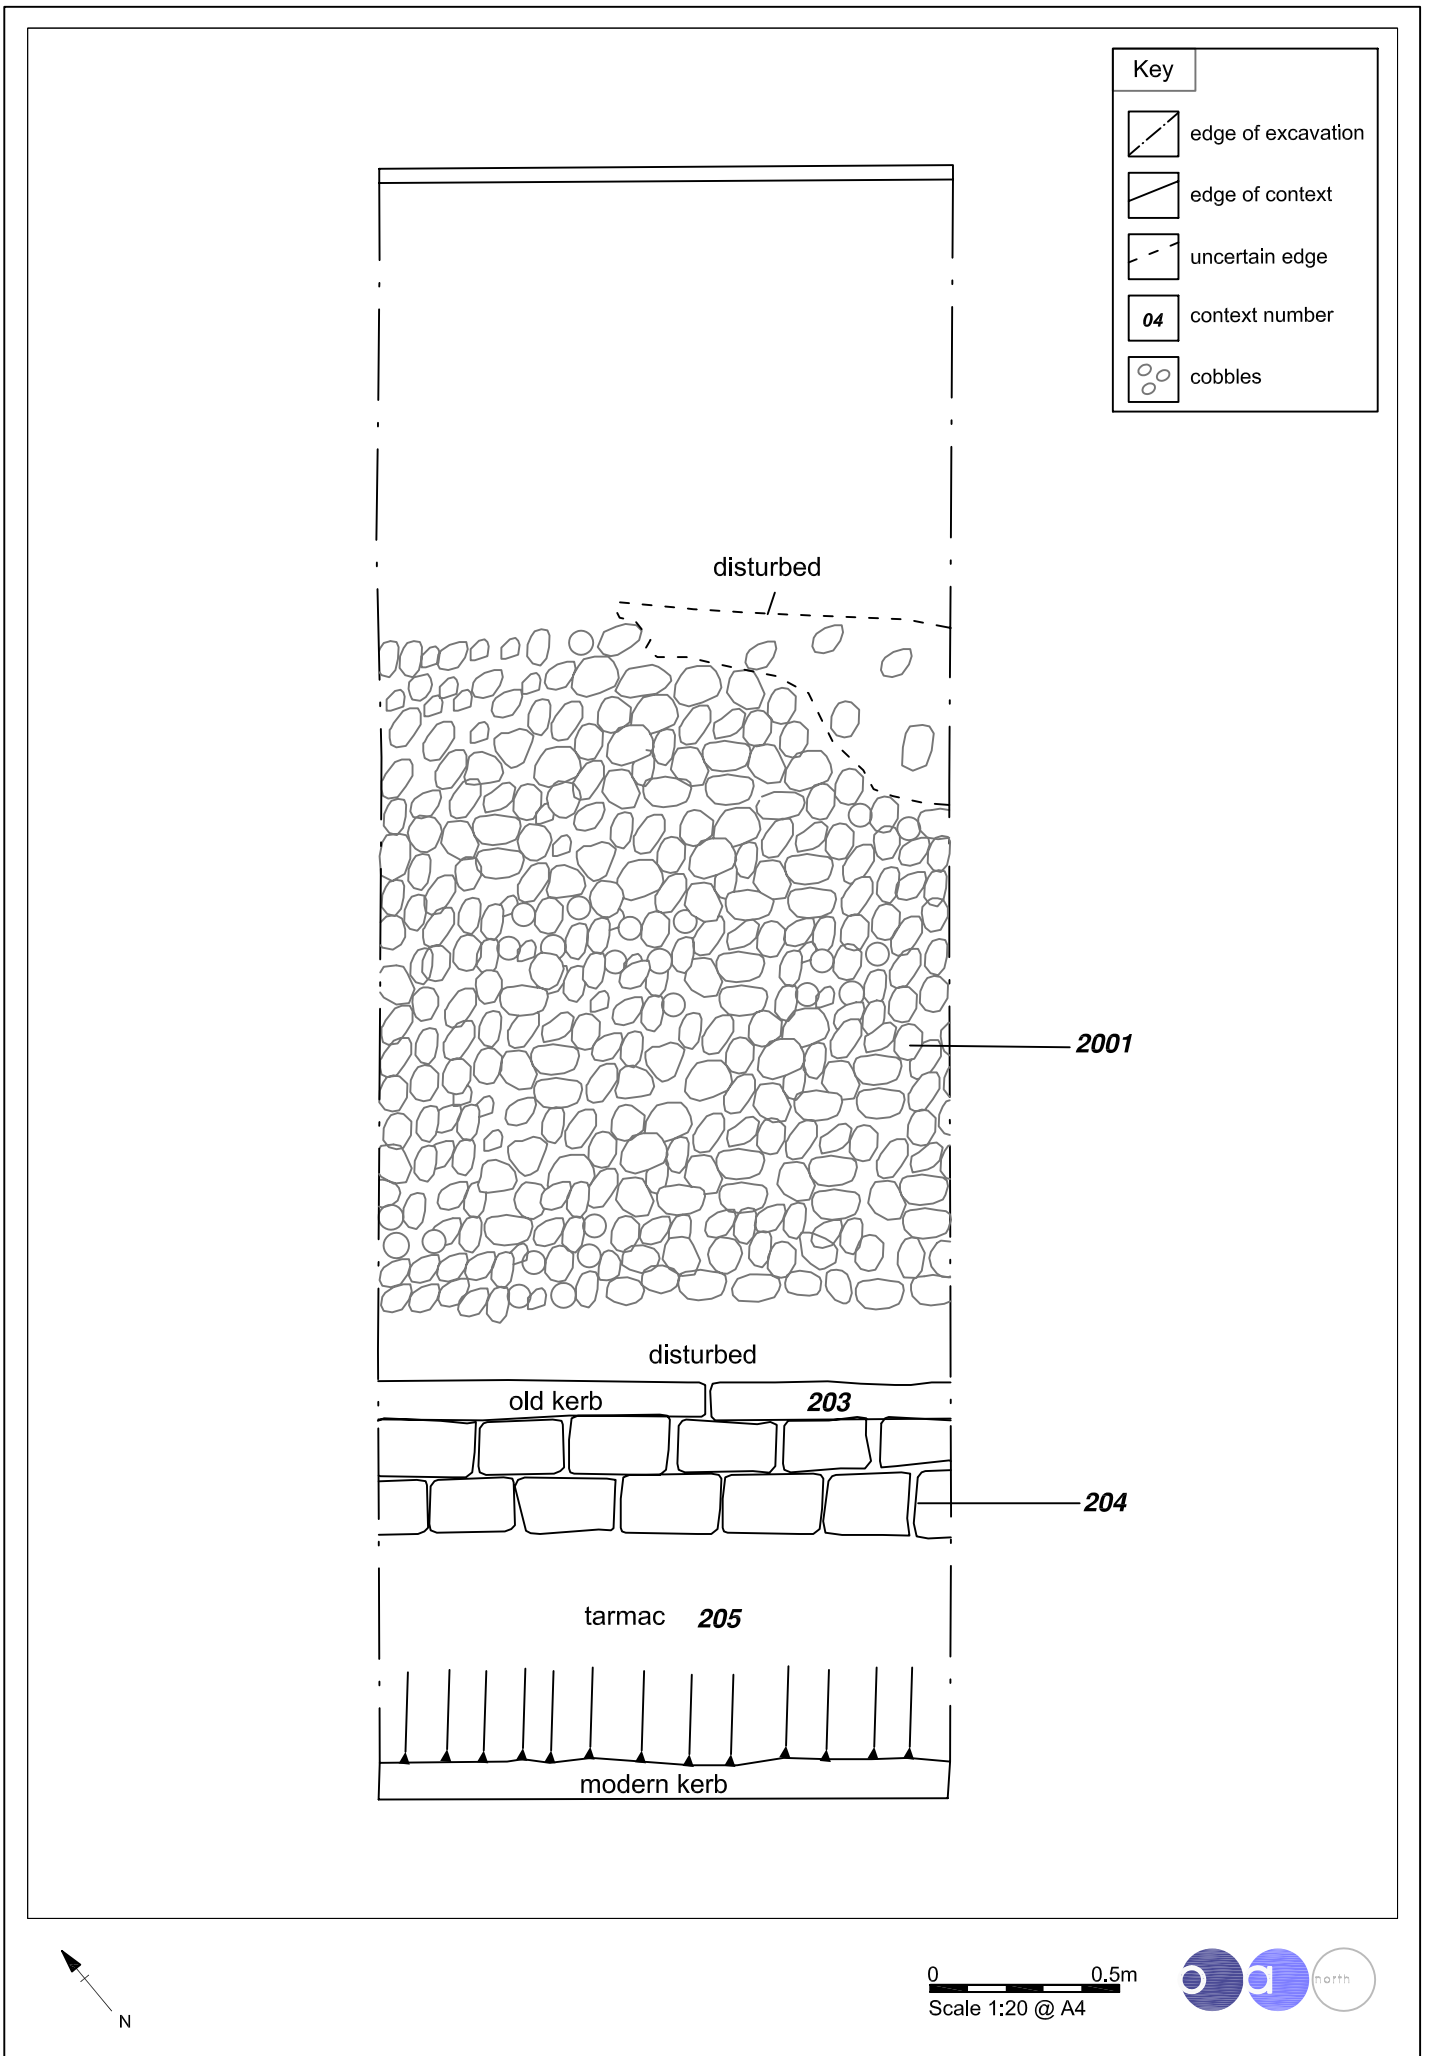 Key
edge of excavation
edge of context
uncertain edge
04 context number
cobbles
disturbed
2001
disturbed
old kerb 203
204
tarmac 205
modern kerb
N
0 0.5m
Scale 1:20 @ A4
o a north